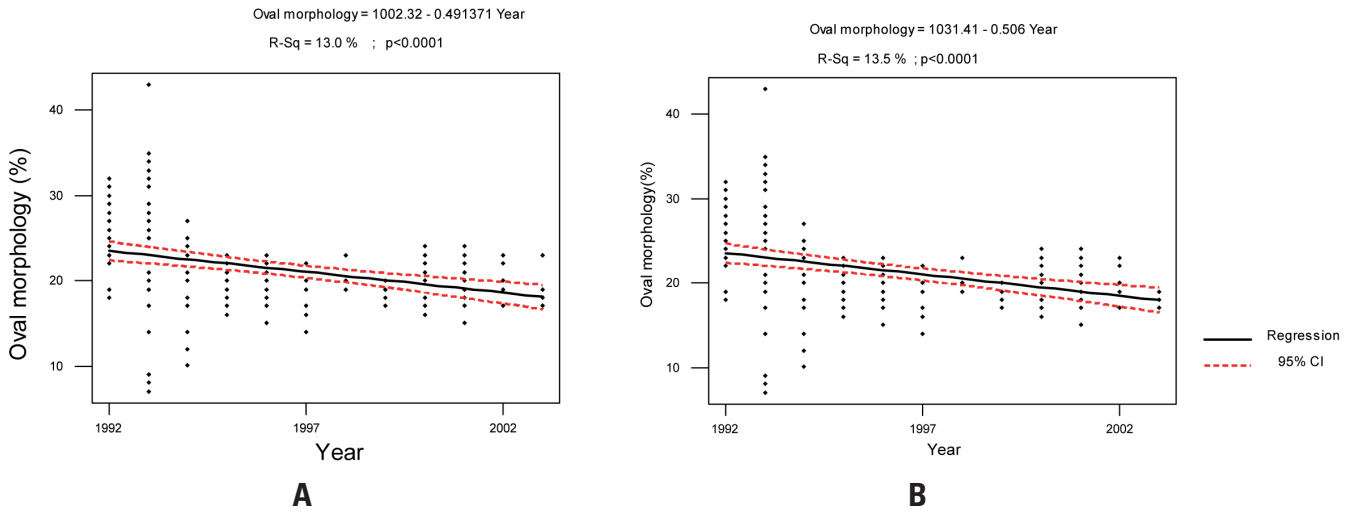 Oval morphology = 1002.32 - 0.491371 Year
R-Sq = 13.0 % ; p<0.0001
Oval morphology (%)
40
30
20
10
1992
1997
2002
Year
A
Oval morphology = 1031.41 - 0.506 Year
R-Sq = 13.5 % ; p<0.0001
Oval morphology(%)
40
30
20
10
1992
1997
2002
Year
B
Regression
95% CI